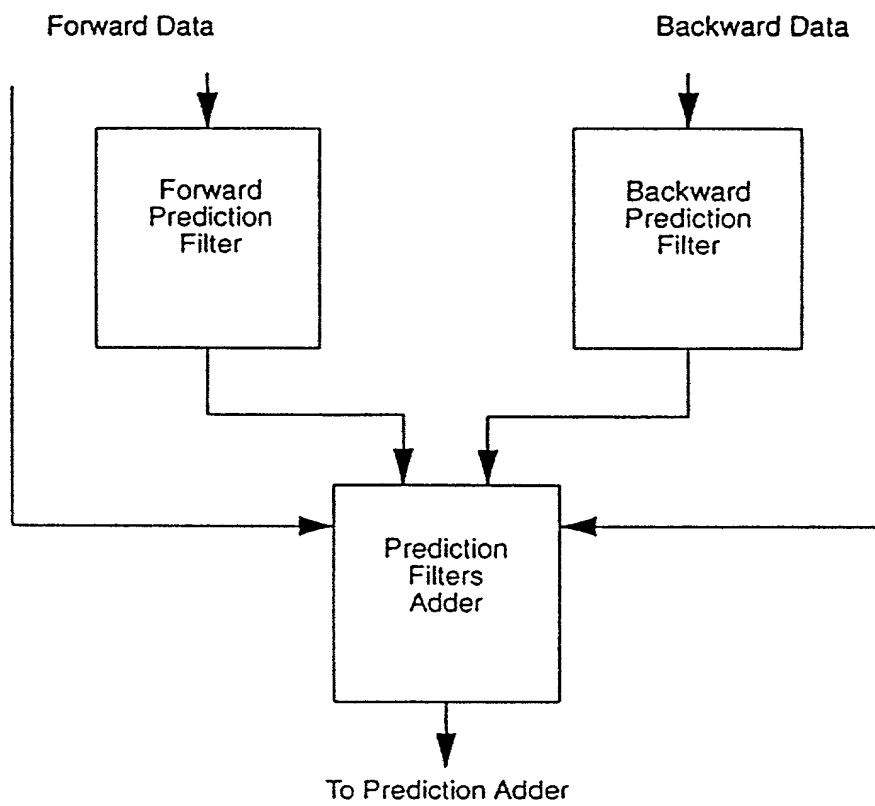 Forward Data
Backward Data
Forward
Prediction
Filter
Backward
Prediction
Filter
Prediction
Filters
Adder
To Prediction Adder